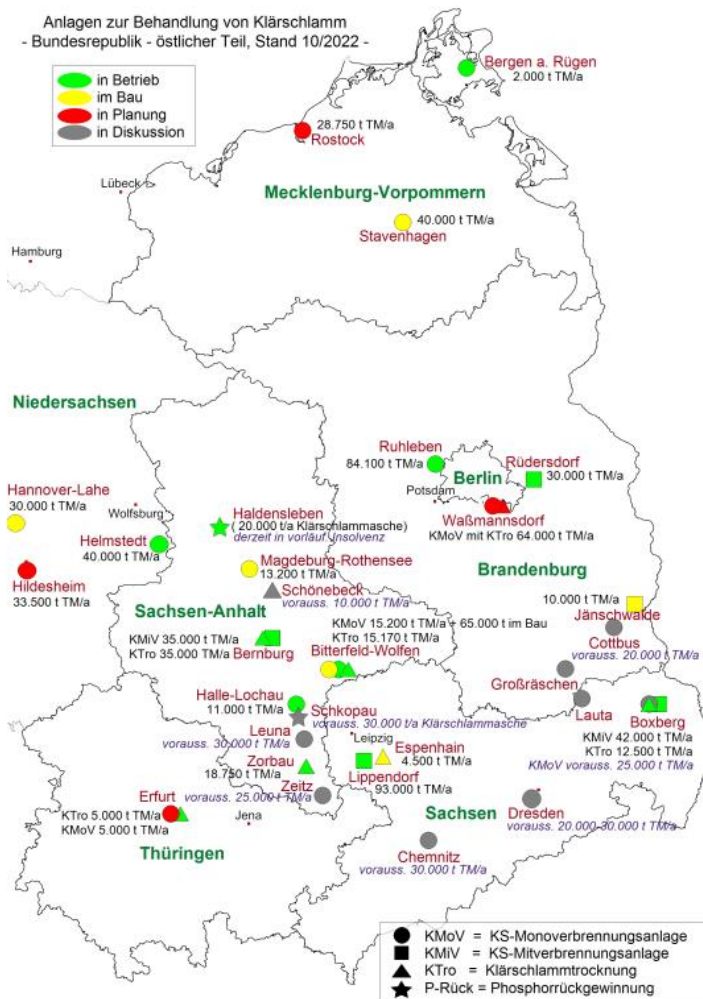 Anlagen zur Behandlung von Klärschlamm
- Bundesrepublik - östlicher Teil, Stand 10/2022 -
in Betrieb
im Bau
in Planung
in Diskussion
Bergen a. Rügen
2.000 t TM/a
28.750 t TM/a
Rostock
Lübeck
Mecklenburg-Vorpommern
40.000 t TM/a
Stavenhagen
Hamburg
Niedersachsen
Ruhleben
84.100 t TM/a
Berlin
Rüdersdorf
30.000 t TM/a
Potsdam
Waßmannsdorf
KMoV mit KTro 64.000 t TM/a
Hannover-Lahe
30.000 t TM/a
Wolfsburg
Haldensleben
( 20.000 t/a Klärschlammasche)
derzeit in vorläuf. Insolvenz
Helmstedt
40.000 t TM/a
Hildesheim
33.500 t TM/a
Magdeburg-Rothensee
13.200 t TM/a
Schönebeck
vorauss. 10.000 t TM/a
Brandenburg
Sachsen-Anhalt
10.000 t TM/a
Jänschwalde
Cottbus
vorauss. 20.000 t TM/a
KMiV 35.000 t TM/a
KTro 35.000 TM/a
Bernburg
KMoV 15.200 t TM/a + 65.000 t im Bau
KTro 15.170 t TM/a
Bitterfeld-Wolfen
Großräschen
Lauta
Boxberg
KMiV 42.000 t TM/a
KTro 12.500 t TM/a
KMoV vorauss. 25.000 t TM/a
Halle-Lochau
11.000 t TM/a
Schkopau
vorauss. 30.000 t/a Klärschlammasche
Leuna
vorauss. 30.000 t TM/a
Leipzig
Espenhain
4.500 t TM/a
Zorbau
18.750 t TM/a
Lippendorf
93.000 t TM/a
Zeitz
vorauss. 25.000 t TM/a
Erfurt
KTro 5.000 t TM/a
KMoV 5.000 t TM/a
Jena
Sachsen
Dresden
vorauss. 20.000-30.000 t TM/a
Thüringen
Chemnitz
vorauss. 30.000 t TM/a
KMoV = KS-Monoverbrennungsanlage
KMiV = KS-Mitverbrennungsanlage
KTro = Klärschlammtrocknung
P-Rück = Phosphorrückgewinnung